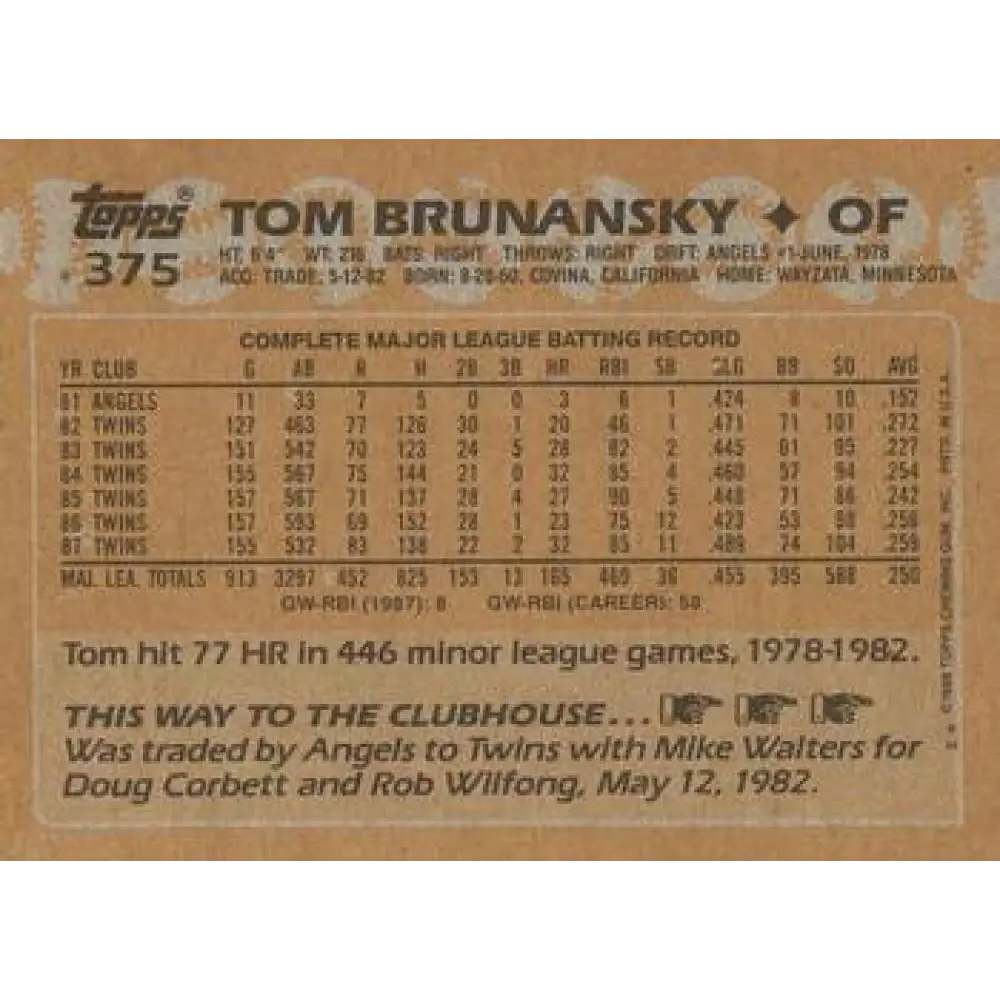 topps® TOM BRUNANSKY ✦ OF
375 HT: 6'4" WT: 216 BATS: RIGHT THROWS: RIGHT DRFT: ANGELS #1-JUNE, 1978
ACQ: TRADE, 5-12-82 BORN: 8-20-60, COVINA, CALIFORNIA HOME: WAYZATA, MINNESOTA
COMPLETE MAJOR LEAGUE BATTING RECORD
YR CLUB G AB R H 2B 3B HR RBI SB SLG BB SO AVG
81 ANGELS 11 33 7 5 0 0 3 6 1 .424 8 10 .152
82 TWINS 127 463 77 126 30 1 20 46 1 .471 71 101 .272
83 TWINS 151 542 70 123 24 5 28 82 2 .445 61 95 .227
84 TWINS 155 567 75 144 21 0 32 85 4 .460 57 94 .254
85 TWINS 157 567 71 137 28 4 27 90 5 .448 71 86 .242
86 TWINS 157 593 69 152 28 1 23 75 12 .423 53 98 .256
87 TWINS 155 532 83 138 22 2 32 85 11 .489 74 104 .259
MAJ. LEA. TOTALS 913 3297 452 825 153 13 165 469 36 .455 395 588 .250
GW-RBI (1987): 8 GW-RBI (CAREER): 58
Tom hit 77 HR in 446 minor league games, 1978-1982.
THIS WAY TO THE CLUBHOUSE...
Was traded by Angels to Twins with Mike Walters for
Doug Corbett and Rob Wilfong, May 12, 1982.
©1988 TOPPS CHEWING GUM, INC. PRTD. IN U.S.A.